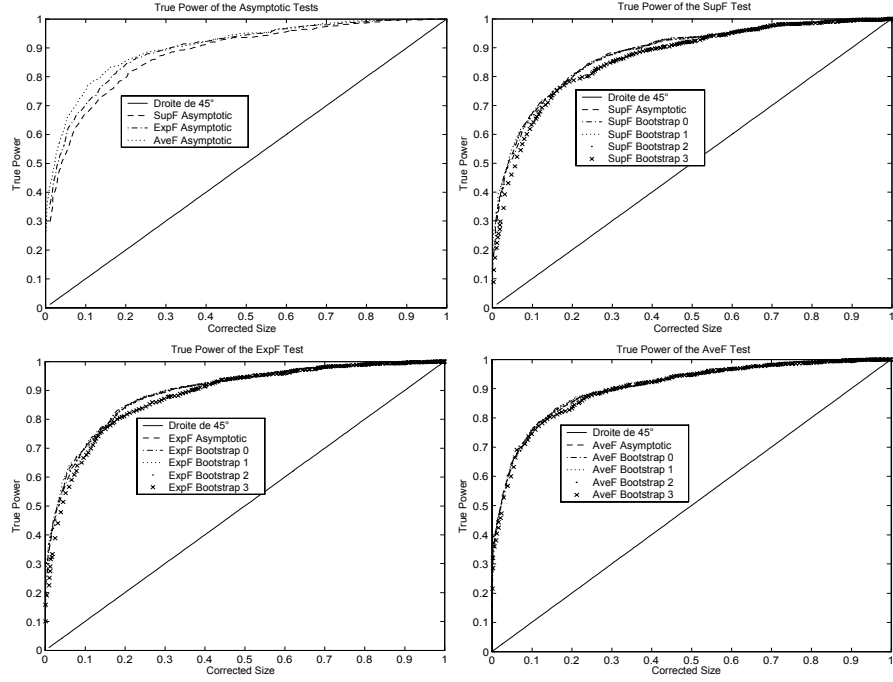 True Power of the Asymptotic Tests
1
0.9
0.8
0.7
0.6
0.5
0.4
0.3
0.2
0.1
0
True Power
Droite de 45°
SupF Asymptotic
ExpF Asymptotic
AveF Asymptotic
0 0.1 0.2 0.3 0.4 0.5 0.6 0.7 0.8 0.9 1
Corrected Size
True Power of the SupF Test
1
0.9
0.8
0.7
0.6
0.5
0.4
0.3
0.2
0.1
0
True Power
Droite de 45°
SupF Asymptotic
SupF Bootstrap 0
SupF Bootstrap 1
SupF Bootstrap 2
SupF Bootstrap 3
0 0.1 0.2 0.3 0.4 0.5 0.6 0.7 0.8 0.9 1
Corrected Size
True Power of the ExpF Test
1
0.9
0.8
0.7
0.6
0.5
0.4
0.3
0.2
0.1
0
True Power
Droite de 45°
ExpF Asymptotic
ExpF Bootstrap 0
ExpF Bootstrap 1
ExpF Bootstrap 2
ExpF Bootstrap 3
0 0.1 0.2 0.3 0.4 0.5 0.6 0.7 0.8 0.9 1
Corrected Size
True Power of the AveF Test
1
0.9
0.8
0.7
0.6
0.5
0.4
0.3
0.2
0.1
0
True Power
Droite de 45°
AveF Asymptotic
AveF Bootstrap 0
AveF Bootstrap 1
AveF Bootstrap 2
AveF Bootstrap 3
0 0.1 0.2 0.3 0.4 0.5 0.6 0.7 0.8 0.9 1
Corrected Size